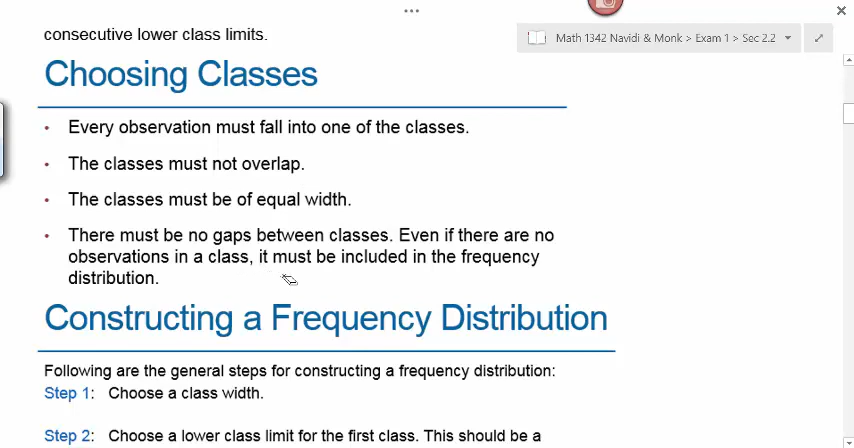 consecutive lower class limits.
Math 1342 Navidi & Monk > Exam 1 > Sec 2.2
Choosing Classes
• Every observation must fall into one of the classes.
• The classes must not overlap.
• The classes must be of equal width.
• There must be no gaps between classes. Even if there are no
observations in a class, it must be included in the frequency
distribution.
Constructing a Frequency Distribution
Following are the general steps for constructing a frequency distribution:
Step 1: Choose a class width.
Step 2: Choose a lower class limit for the first class. This should be a